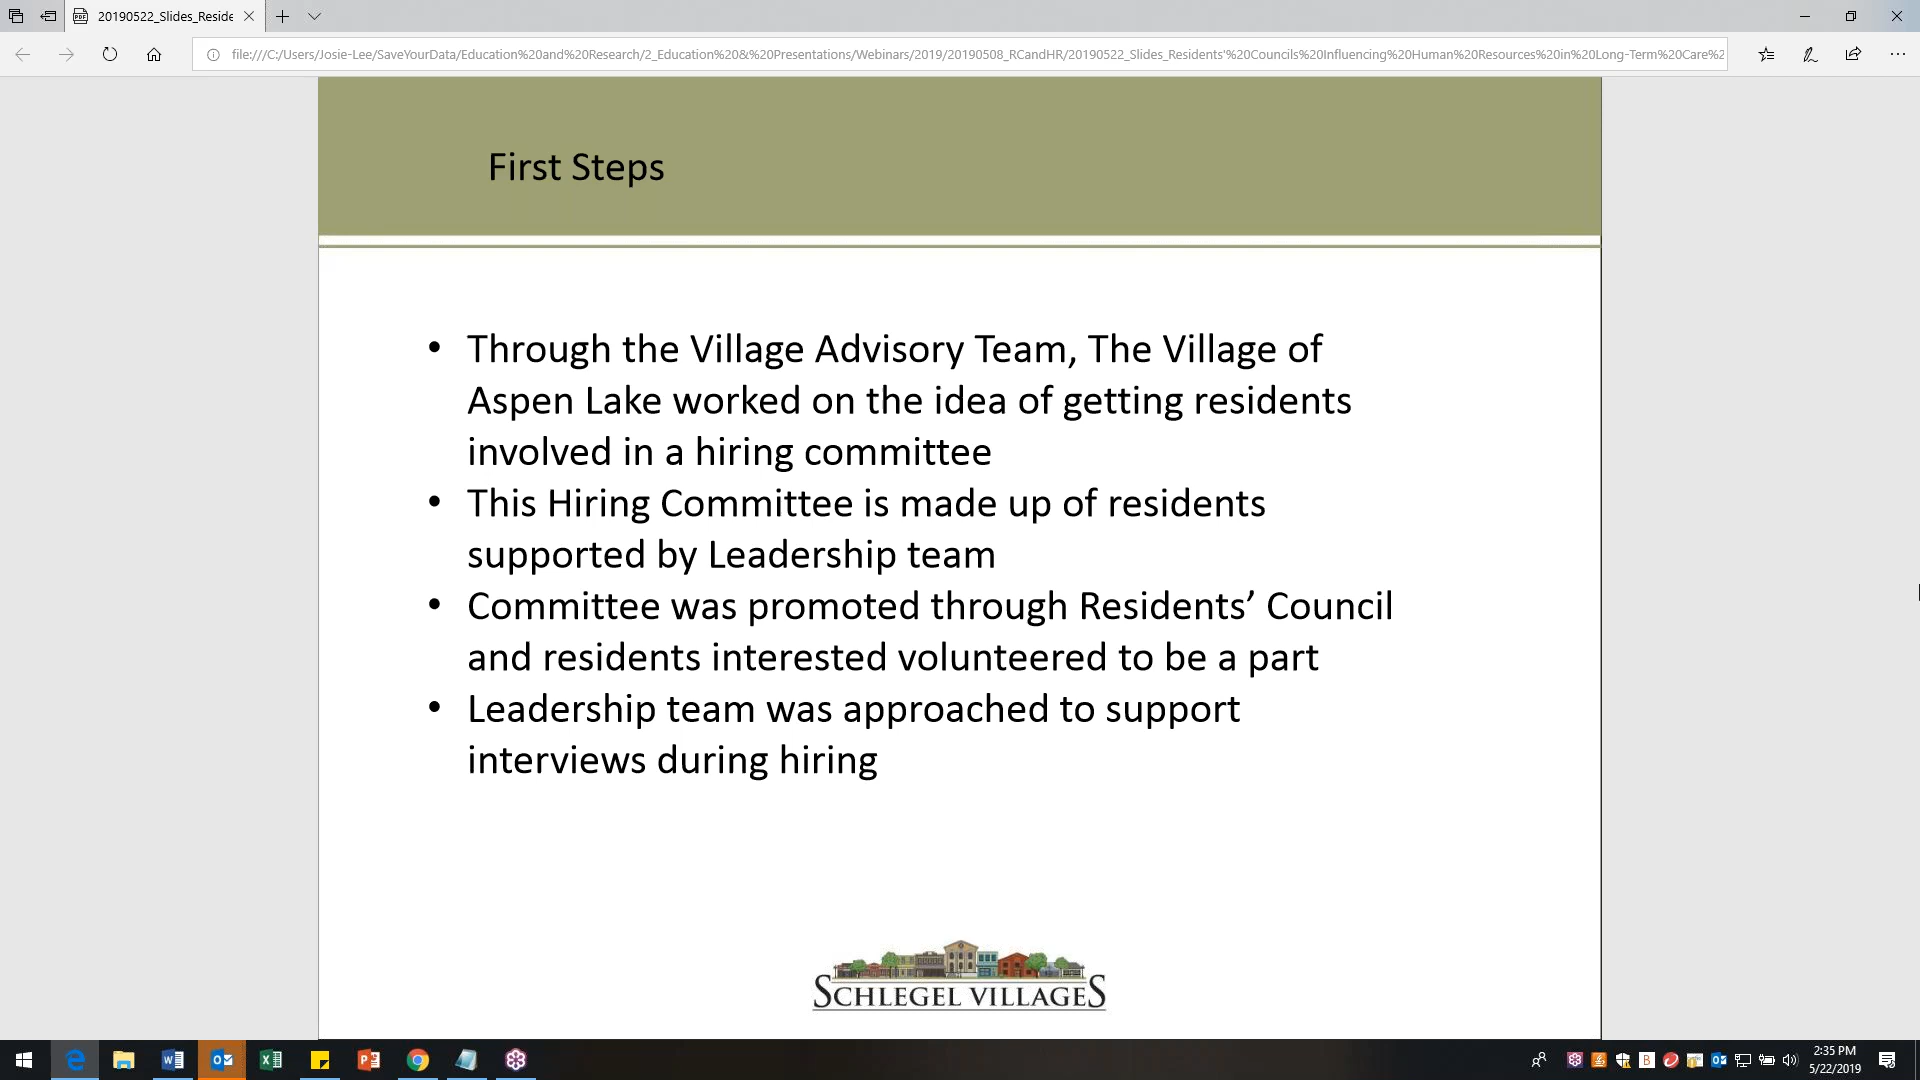 20190522_Slides_Reside
file:///C:/Users/Josie-Lee/SaveYourData/Education%20and%20Research/2_Education%20&%20Presentations/Webinars/2019/20190508_RCandHR/20190522_Slides_Residents'%20Councils%20Influencing%20Human%20Resources%20in%20Long-Term%20Care%2
First Steps
• Through the Village Advisory Team, The Village of
Aspen Lake worked on the idea of getting residents
involved in a hiring committee
• This Hiring Committee is made up of residents
supported by Leadership team
• Committee was promoted through Residents’ Council
and residents interested volunteered to be a part
• Leadership team was approached to support
interviews during hiring
SCHLEGEL VILLAGES
2:35 PM
5/22/2019